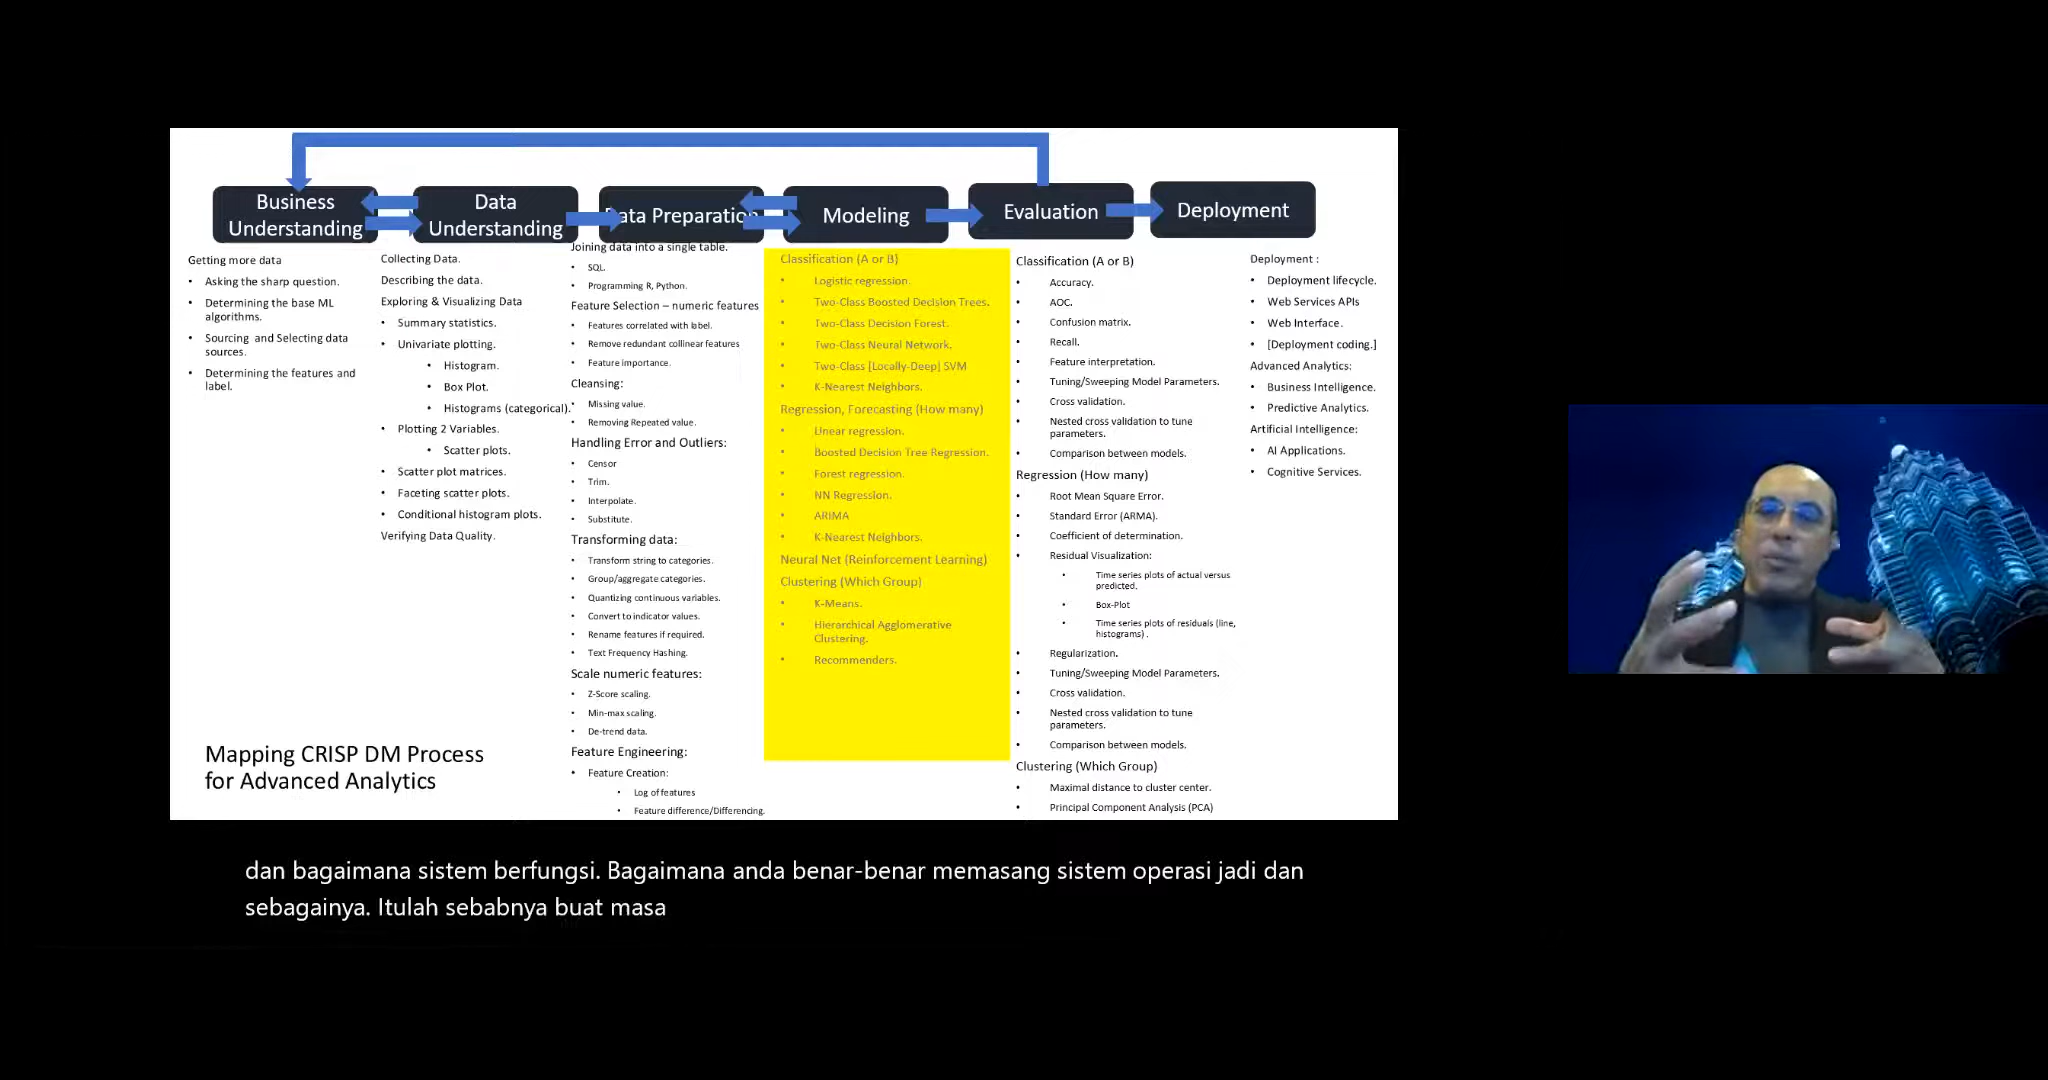 Business
Understanding
Data
Understanding
Data Preparation
Modeling
Evaluation
Deployment
Getting more data
• Asking the sharp question.
• Determining the base ML
algorithms.
• Sourcing and Selecting data
sources.
• Determining the features and
label.
Collecting Data.
Describing the data.
Exploring & Visualizing Data
• Summary statistics.
• Univariate plotting.
• Histogram.
• Box Plot.
• Histograms (categorical).
• Plotting 2 Variables.
• Scatter plots.
• Scatter plot matrices.
• Faceting scatter plots.
• Conditional histogram plots.
Verifying Data Quality.
Joining data into a single table.
• SQL.
• Programming R, Python.
Feature Selection – numeric features
• Features correlated with label.
• Remove redundant collinear features
• Feature importance.
Cleansing:
• Missing value.
• Removing Repeated value.
Handling Error and Outliers:
• Censor
• Trim.
• Interpolate.
• Substitute.
Transforming data:
• Transform string to categories.
• Group/aggregate categories.
• Quantizing continuous variables.
• Convert to indicator values.
• Rename features if required.
• Text Frequency Hashing.
Scale numeric features:
• Z-Score scaling.
• Min-max scaling.
• De-trend data.
Feature Engineering:
• Feature Creation:
• Log of features
• Feature difference/Differencing.
Classification (A or B)
• Logistic regression.
• Two-Class Boosted Decision Trees.
• Two-Class Decision Forest.
• Two-Class Neural Network.
• Two-Class [Locally-Deep] SVM
• K-Nearest Neighbors.
Regression, Forecasting (How many)
• Linear regression.
• Boosted Decision Tree Regression.
• Forest regression.
• NN Regression.
• ARIMA
• K-Nearest Neighbors.
Neural Net (Reinforcement Learning)
Clustering (Which Group)
• K-Means.
• Hierarchical Agglomerative
Clustering.
• Recommenders.
Classification (A or B)
• Accuracy.
• AOC.
• Confusion matrix.
• Recall.
• Feature interpretation.
• Tuning/Sweeping Model Parameters.
• Cross validation.
• Nested cross validation to tune
parameters.
• Comparison between models.
Regression (How many)
• Root Mean Square Error.
• Standard Error (ARMA).
• Coefficient of determination.
• Residual Visualization:
• Time series plots of actual versus
predicted.
• Box-Plot
• Time series plots of residuals (line,
histograms) .
• Regularization.
• Tuning/Sweeping Model Parameters.
• Cross validation.
• Nested cross validation to tune
parameters.
• Comparison between models.
Clustering (Which Group)
• Maximal distance to cluster center.
• Principal Component Analysis (PCA)
Deployment :
• Deployment lifecycle.
• Web Services APIs
• Web Interface.
• [Deployment coding.]
Advanced Analytics:
• Business Intelligence.
• Predictive Analytics.
Artificial Intelligence:
• AI Applications.
• Cognitive Services.
Mapping CRISP DM Process
for Advanced Analytics
dan bagaimana sistem berfungsi. Bagaimana anda benar-benar memasang sistem operasi jadi dan
sebagainya. Itulah sebabnya buat masa